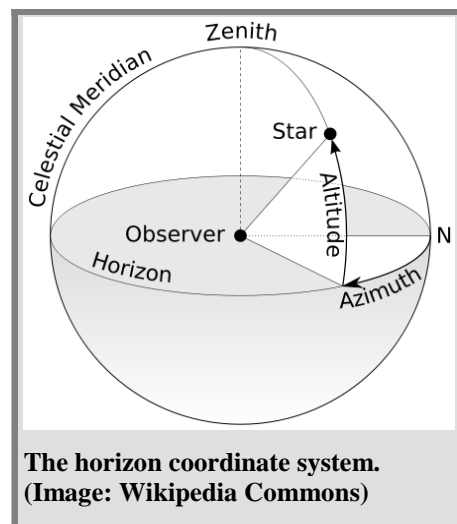 Zenith
Celestial Meridian
Star
Altitude
Observer
N
Horizon
Azimuth
The horizon coordinate system.
(Image: Wikipedia Commons)